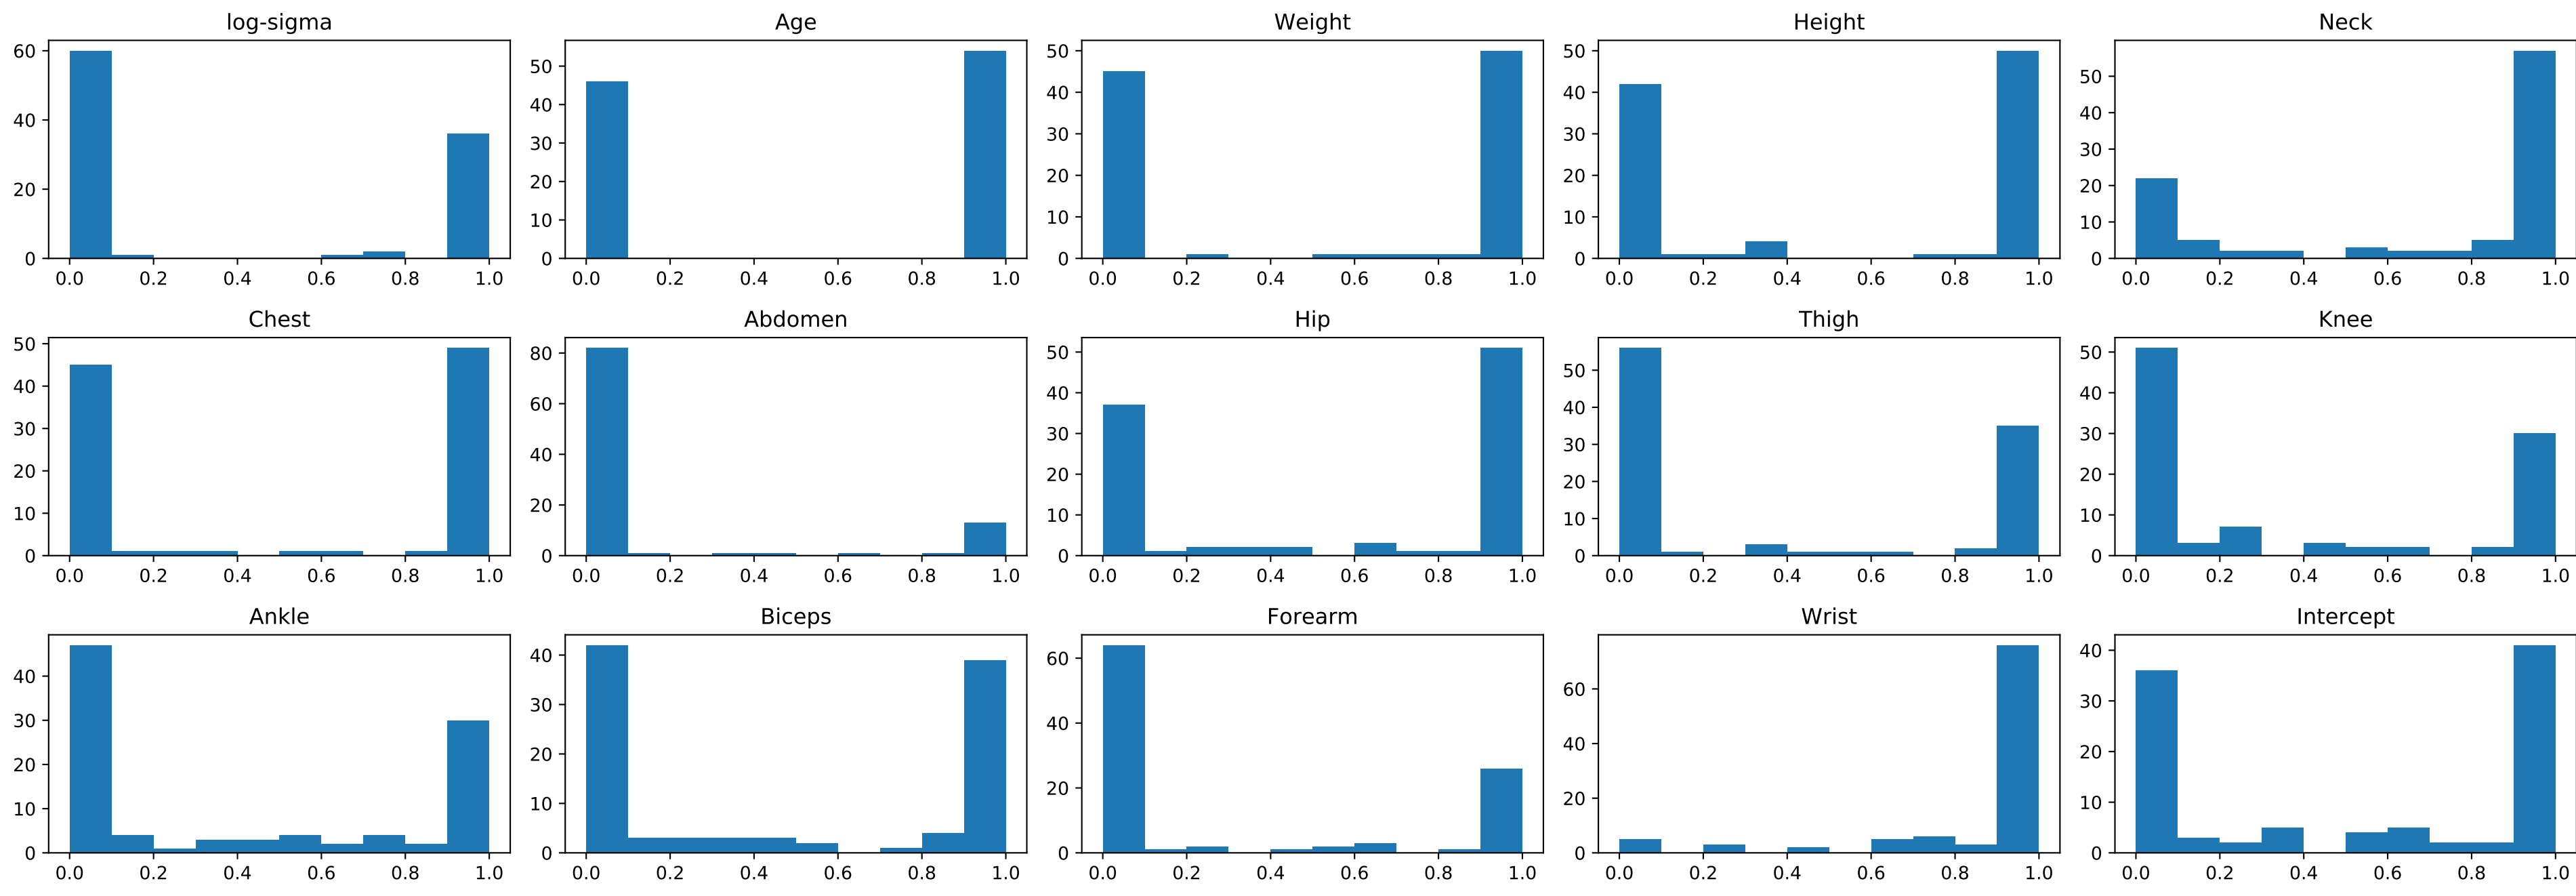 log-sigma Age Weight Height Neck
60 50 50 50 50
40 40 40 40 40
30 30 30 30
20 20 20 20 20
10 10 10 10
0 0 0 0 0
0.0 0.2 0.4 0.6 0.8 1.0 0.0 0.2 0.4 0.6 0.8 1.0 0.0 0.2 0.4 0.6 0.8 1.0 0.0 0.2 0.4 0.6 0.8 1.0 0.0 0.2 0.4 0.6 0.8 1.0
Chest Abdomen Hip Thigh Knee
50 80 50 50 50
40 60 40 40 40
30 40 30 30 30
20 20 20 20
10 20 10 10 10
0 0 0 0 0
0.0 0.2 0.4 0.6 0.8 1.0 0.0 0.2 0.4 0.6 0.8 1.0 0.0 0.2 0.4 0.6 0.8 1.0 0.0 0.2 0.4 0.6 0.8 1.0 0.0 0.2 0.4 0.6 0.8 1.0
Ankle Biceps Forearm Wrist Intercept
40 40 60 60 40
30 30 40 40 30
20 20 20 20 20
10 10 10
0 0 0 0 0
0.0 0.2 0.4 0.6 0.8 1.0 0.0 0.2 0.4 0.6 0.8 1.0 0.0 0.2 0.4 0.6 0.8 1.0 0.0 0.2 0.4 0.6 0.8 1.0 0.0 0.2 0.4 0.6 0.8 1.0